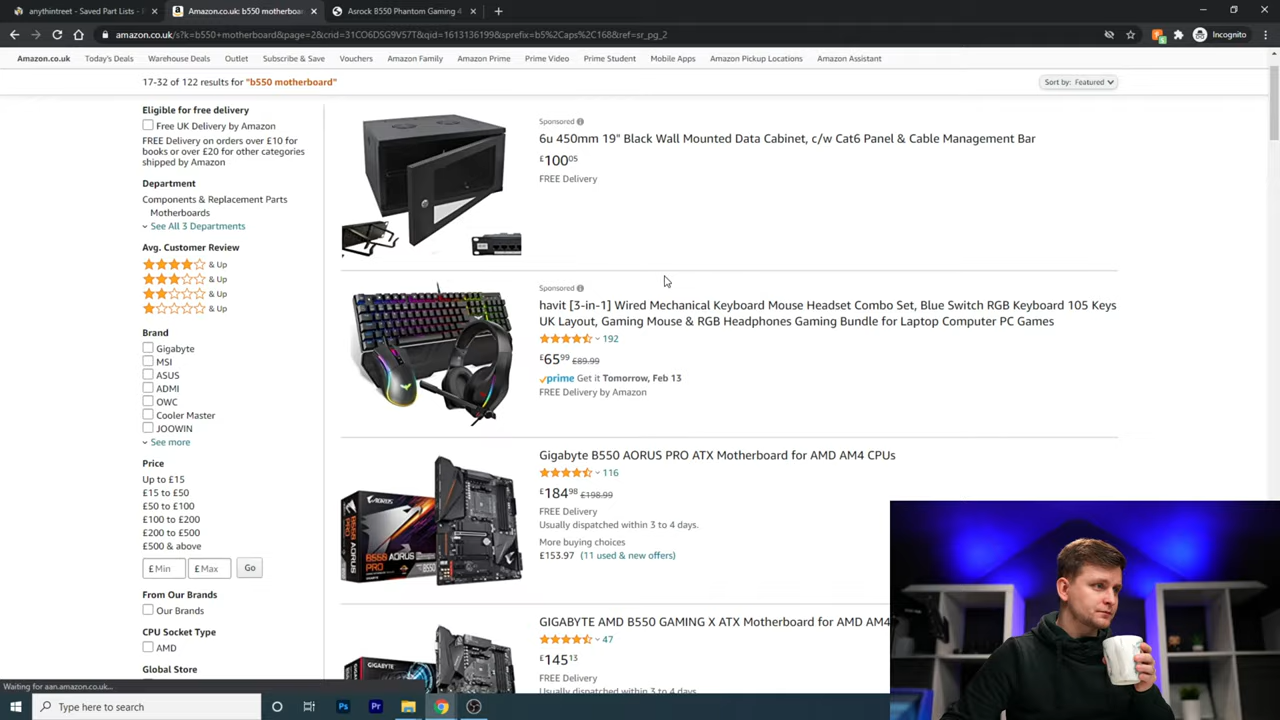 anythintreet - Saved Part Lists -
Amazon.co.uk: b550 motherboa
Asrock B550 Phantom Gaming 4
amazon.co.uk/s?k=b550+motherboard&page=2&crid=31CO6DSG9V57T&qid=1613136199&sprefix=b5%2Caps%2C168&ref=sr_pg_2
Incognito
Amazon.co.uk Today's Deals Warehouse Deals Outlet Subscribe & Save Vouchers Amazon Family Amazon Prime Prime Video Prime Student Mobile Apps Amazon Pickup Locations Amazon Assistant
17-32 of 122 results for "b550 motherboard"
Sort by: Featured
Eligible for free delivery
Free UK Delivery by Amazon
FREE Delivery on orders over £10 for
books or over £20 for other categories
shipped by Amazon
Department
Components & Replacement Parts
Motherboards
See All 3 Departments
Avg. Customer Review
& Up
& Up
& Up
& Up
Brand
Gigabyte
MSI
ASUS
ADMI
OWC
Cooler Master
JOOWIN
See more
Price
Up to £15
£15 to £50
£50 to £100
£100 to £200
£200 to £500
£500 & above
£ Min £ Max Go
From Our Brands
Our Brands
CPU Socket Type
AMD
Global Store
Sponsored
6u 450mm 19" Black Wall Mounted Data Cabinet, c/w Cat6 Panel & Cable Management Bar
£100 05
FREE Delivery
Sponsored
havit [3-in-1] Wired Mechanical Keyboard Mouse Headset Combo Set, Blue Switch RGB Keyboard 105 Keys
UK Layout, Gaming Mouse & RGB Headphones Gaming Bundle for Laptop Computer PC Games
192
£65 99 £89.99
prime Get it Tomorrow, Feb 13
FREE Delivery by Amazon
Gigabyte B550 AORUS PRO ATX Motherboard for AMD AM4 CPUs
116
£184 98 £198.99
FREE Delivery
Usually dispatched within 3 to 4 days.
More buying choices
£153.97 (11 used & new offers)
AORUS
B550 AORUS
PRO
GIGABYTE AMD B550 GAMING X ATX Motherboard for AMD AM4
47
£145 13
FREE Delivery
Usually dispatched within 3 to 4 days.
GIGABYTE
Waiting for aan.amazon.co.uk...
Type here to search
Ps
Pr